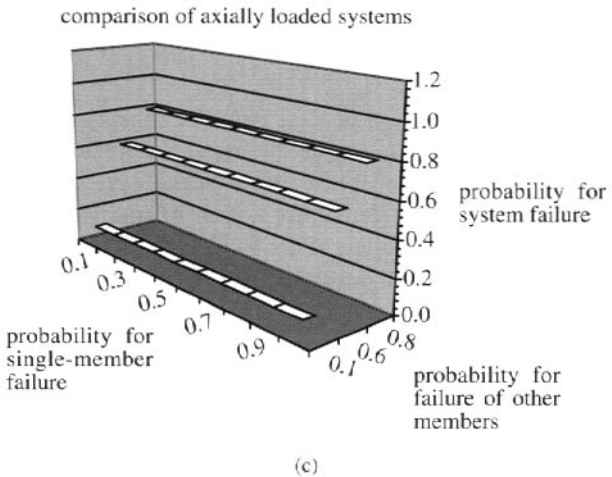 comparison of axially loaded systems
1.2
1.0
0.8
0.6
0.4
0.2
0.0
probability for
system failure
0.1
0.3
0.5
0.7
0.9
0.1
0.6
0.8
probability for
single-member
failure
probability for
failure of other
members
(c)